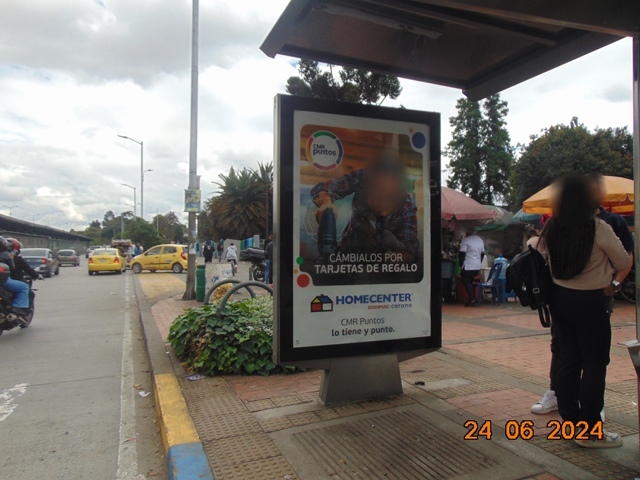 CMR
puntos
CÁMBIALOS POR
TARJETAS DE REGALO
HOMECENTER
SODIMAC corona
CMR Puntos
lo tiene y punto.
24 06 2024